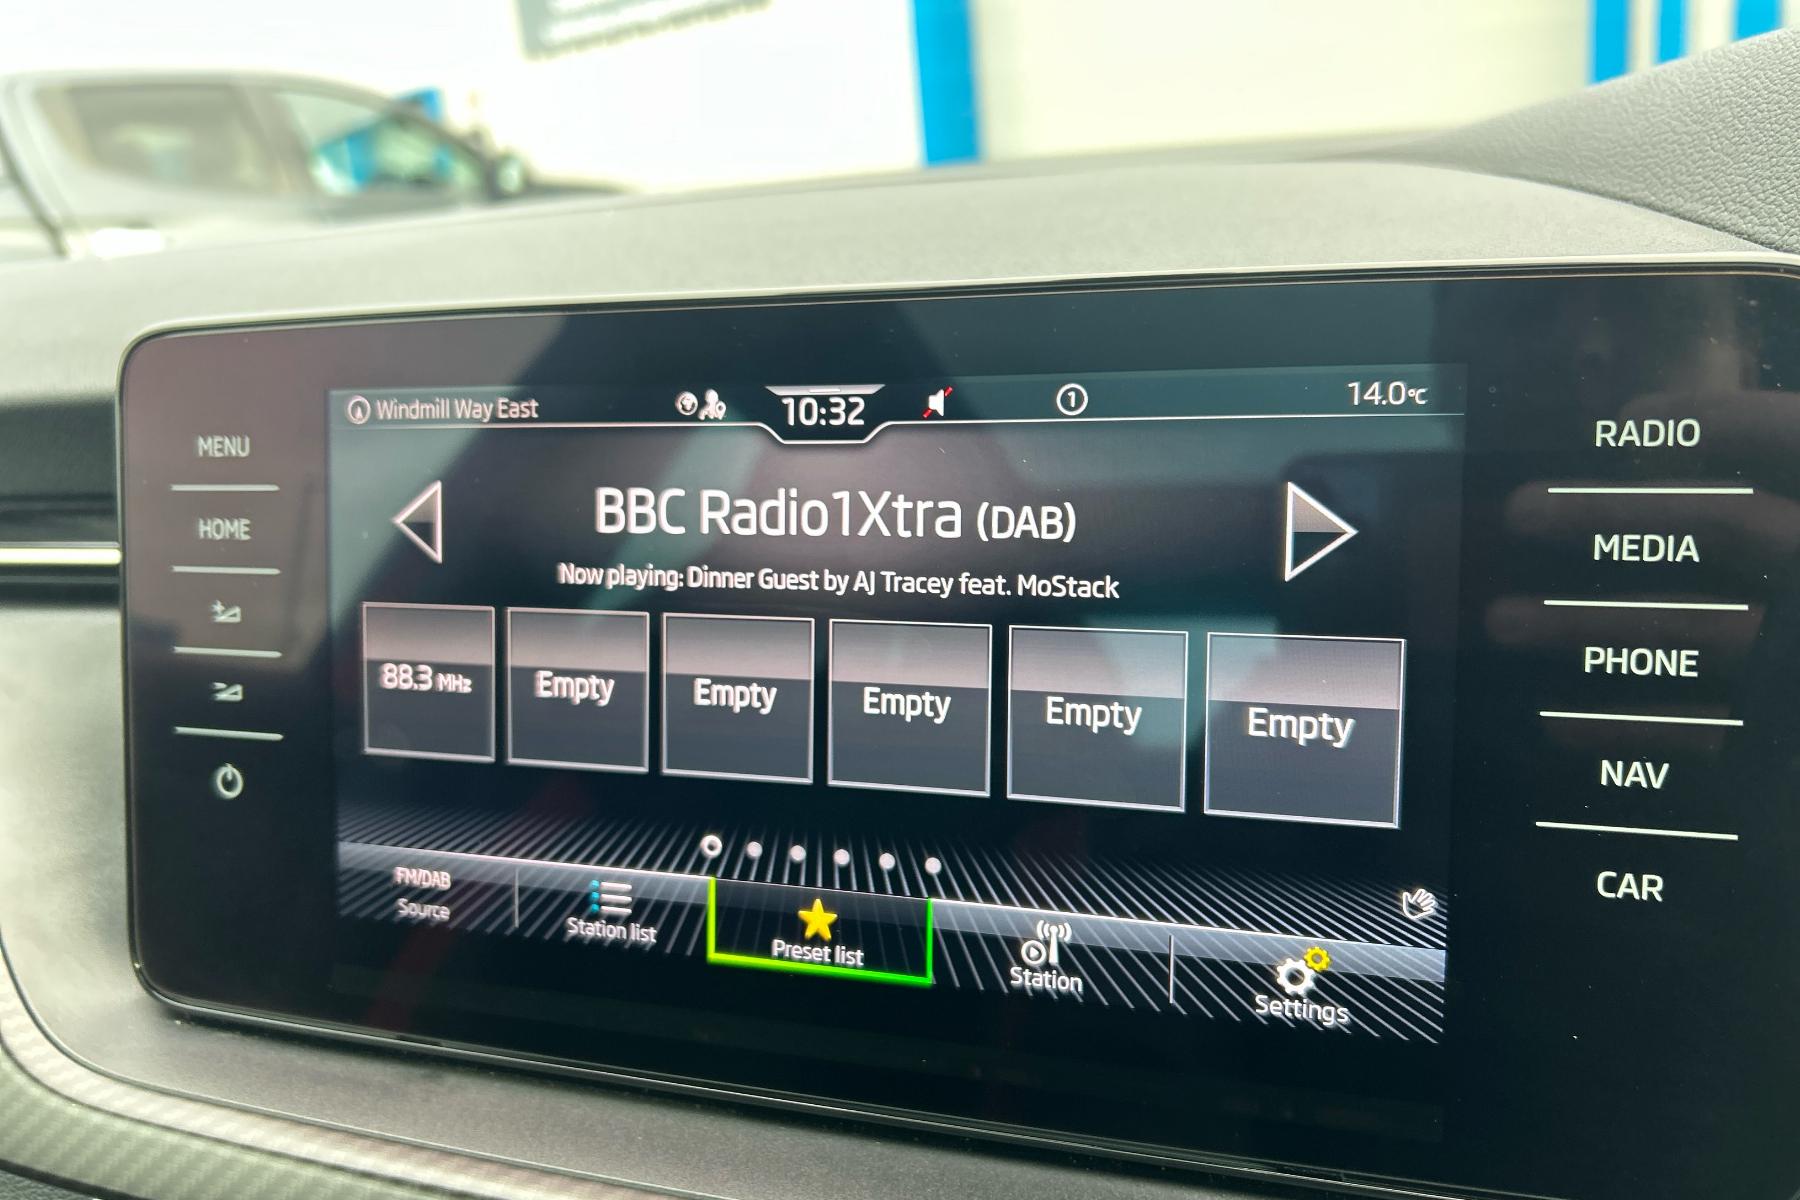 Windmill Way East
10:32
1
14.0°C
MENU
HOME
RADIO
MEDIA
PHONE
NAV
CAR
BBC Radio1Xtra (DAB)
Now playing: Dinner Guest by AJ Tracey feat. MoStack
88.3 MHz
Empty
Empty
Empty
Empty
Empty
FM/DAB
Source
Station list
Preset list
Station
Settings